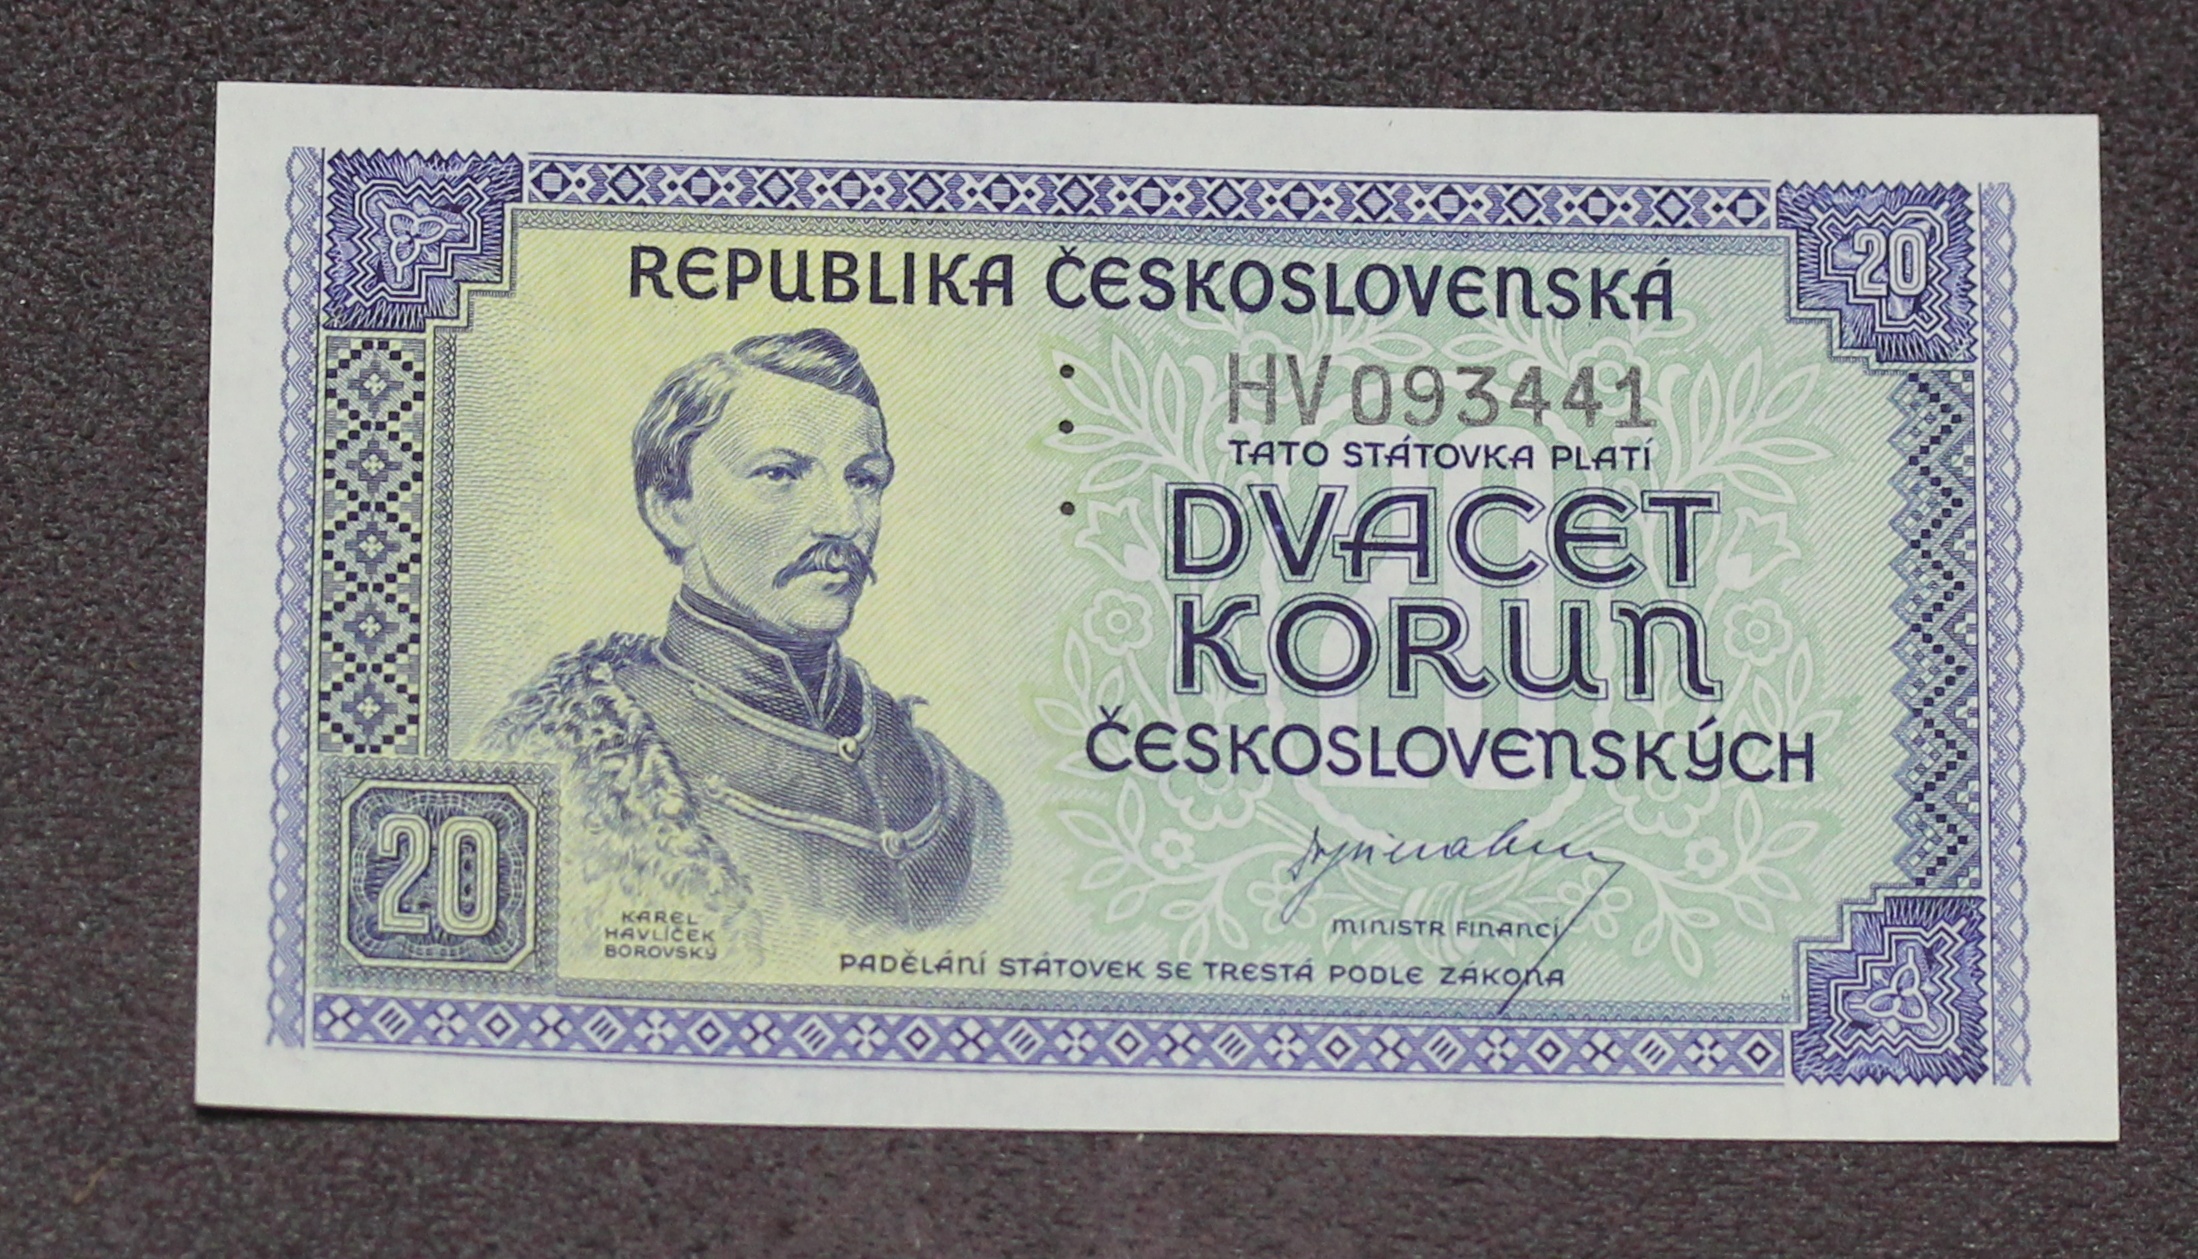 REPUBLIKA ČESKOSLOVENSKÁ
20
HV 093441
TATO STÁTOVKA PLATÍ
DVACET
KORUN
ČESKOSLOVENSKÝCH
20
KAREL
HAVLÍČEK
BOROVSKÝ
MINISTR FINANCÍ
PADĚLÁNÍ STÁTOVEK SE TRESTÁ PODLE ZÁKONA